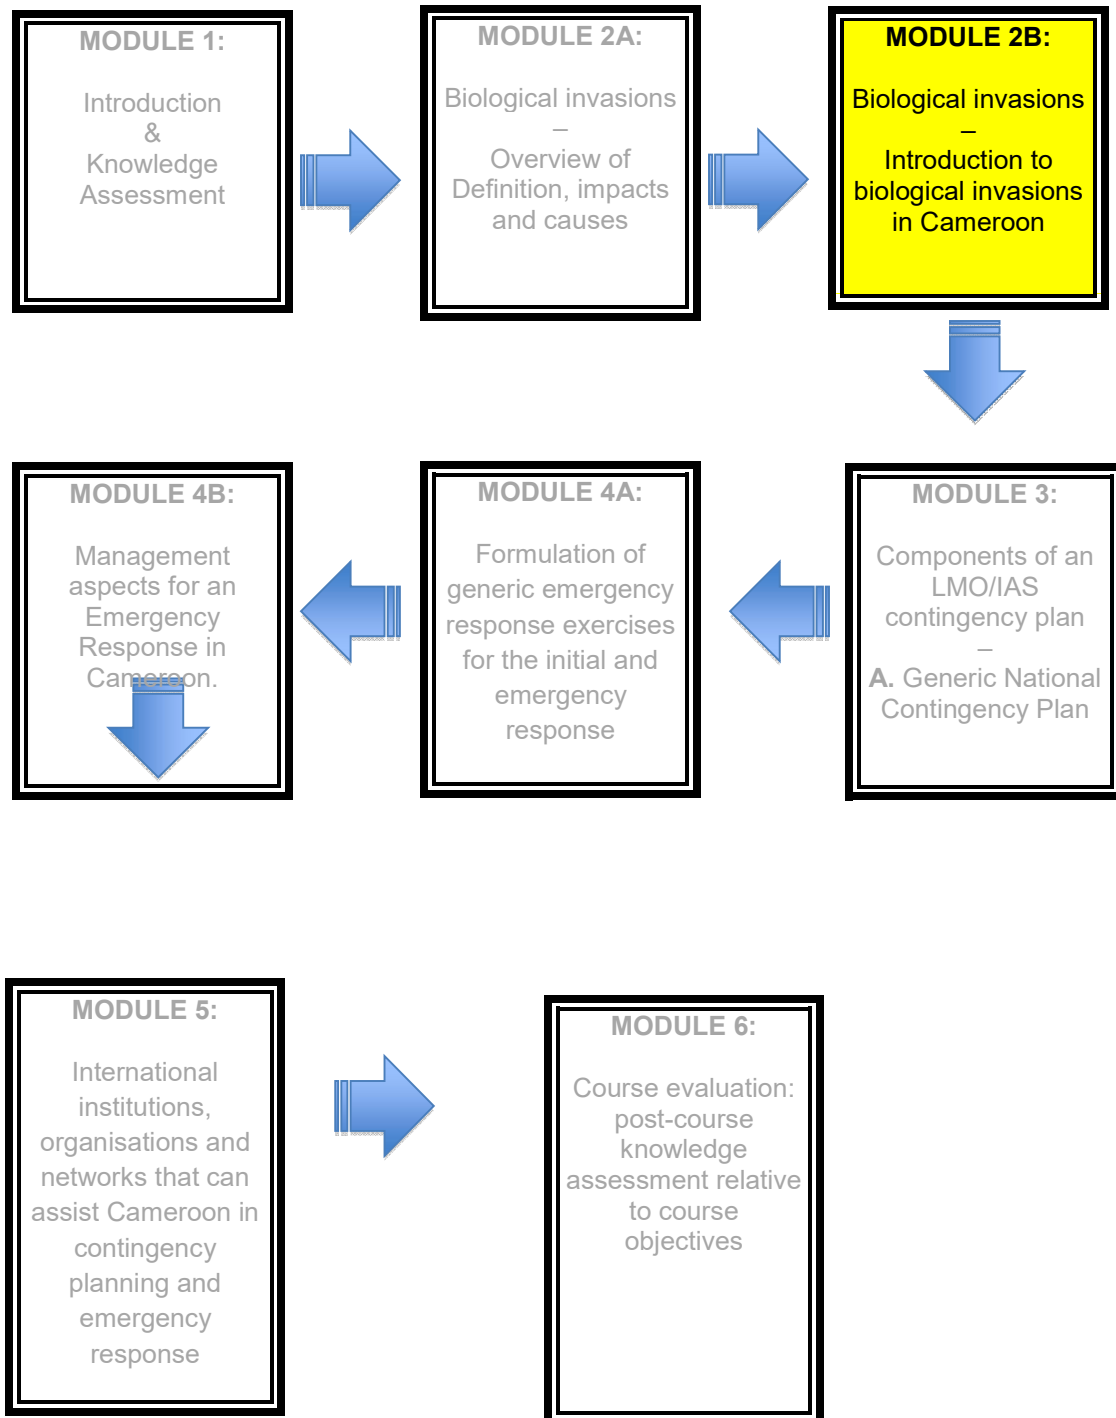 MODULE 1:
Introduction
&
Knowledge
Assessment
MODULE 2A:
Biological invasions
–
Overview of
Definition, impacts
and causes
MODULE 2B:
Biological invasions
–
Introduction to
biological invasions
in Cameroon
MODULE 3:
Components of an
LMO/IAS
contingency plan
–
A. Generic National
Contingency Plan
MODULE 4A:
Formulation of
generic emergency
response exercises
for the initial and
emergency
response
MODULE 4B:
Management
aspects for an
Emergency
Response in
Cameroon.
MODULE 5:
International
institutions,
organisations and
networks that can
assist Cameroon in
contingency
planning and
emergency
response
MODULE 6:
Course evaluation:
post-course
knowledge
assessment relative
to course
objectives